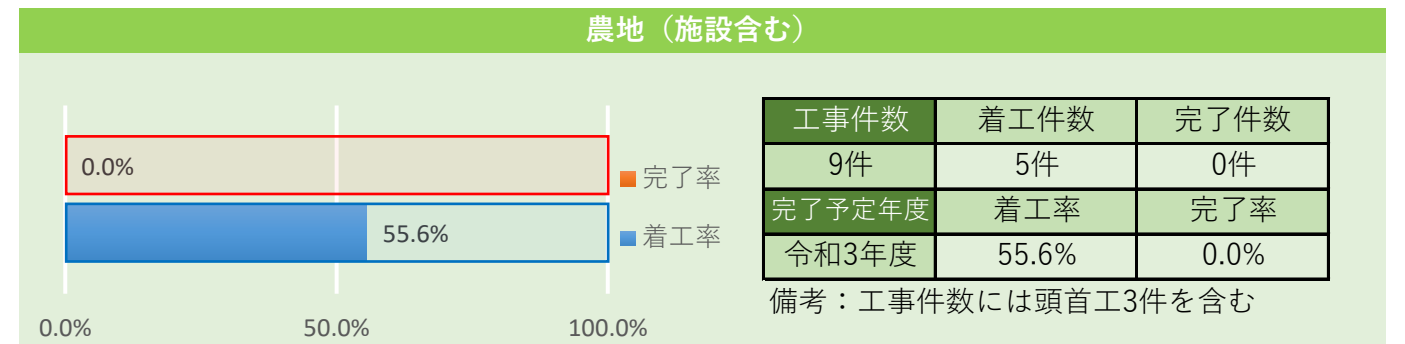 農地（施設含む）
0.0%
55.6%
完了率
着工率
0.0% 50.0% 100.0%
工事件数 着工件数 完了件数
9件 5件 0件
完了予定年度 着工率 完了率
令和3年度 55.6% 0.0%
備考：工事件数には頭首工3件を含む